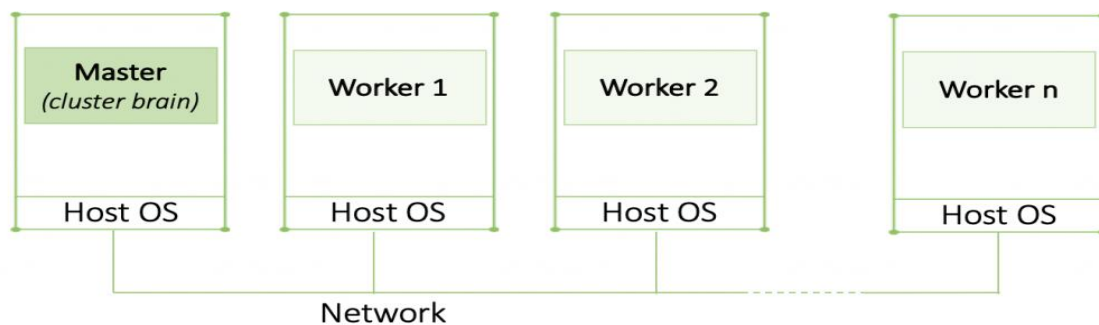 Master
(cluster brain)
Worker 1
Worker 2
Worker n
Host OS
Host OS
Host OS
Host OS
Network